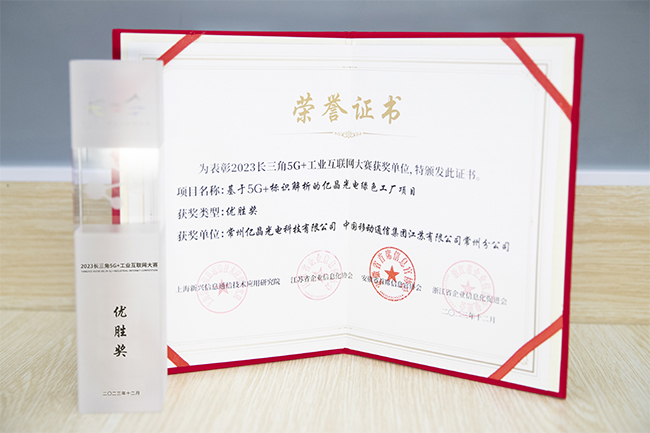 荣誉证书
为表彰2023长三角5G+工业互联网大赛获奖单位,特颁发此证书。
项目名称:基于5G+标识解析的亿晶光电绿色工厂项目
获奖类型:优胜奖
获奖单位:常州亿晶光电科技有限公司 中国移动通信集团江苏有限公司常州分公司
上海新兴信息通信技术应用研究院 江苏省企业信息化协会 安徽省首席信息官协会 浙江省企业信息化促进会
二〇二三年十二月
2023长三角5G+工业互联网大赛
优胜奖
二〇二三年十二月